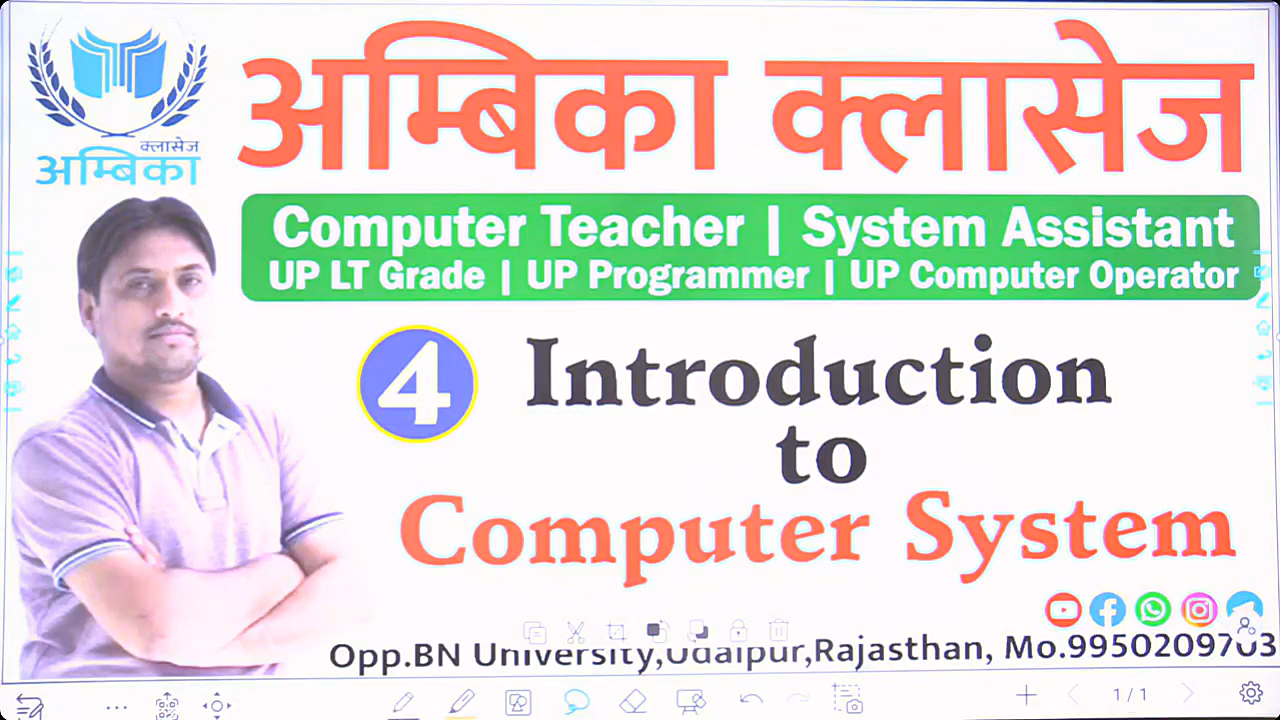 अम्बिका क्लासेज
क्लासेज
अम्बिका
Computer Teacher | System Assistant
UP LT Grade | UP Programmer | UP Computer Operator
4 Introduction
to
Computer System
Opp.BN University,Udaipur,Rajasthan, Mo.9950209703
1 / 1